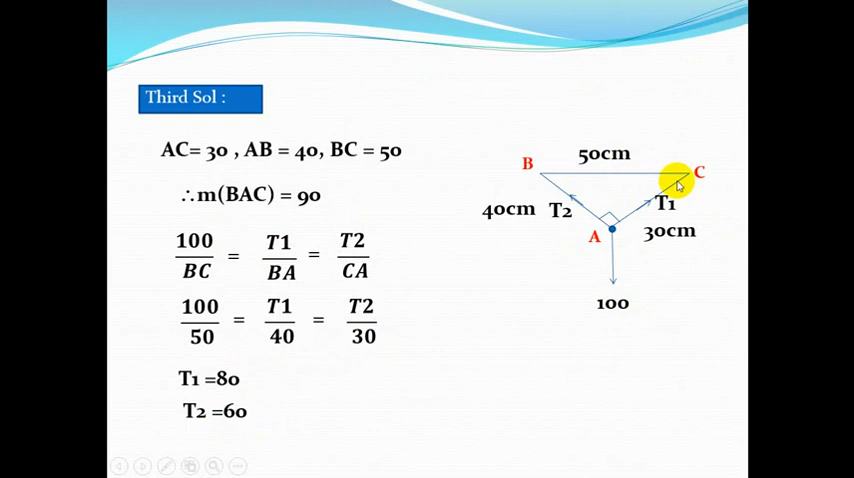 Third Sol :
AC= 30 , AB = 40, BC = 50
∴m(BAC) = 90
100/BC = T1/BA = T2/CA
100/50 = T1/40 = T2/30
T1 =80
T2 =60
50cm
B
C
40cm
T2
T1
A
30cm
100